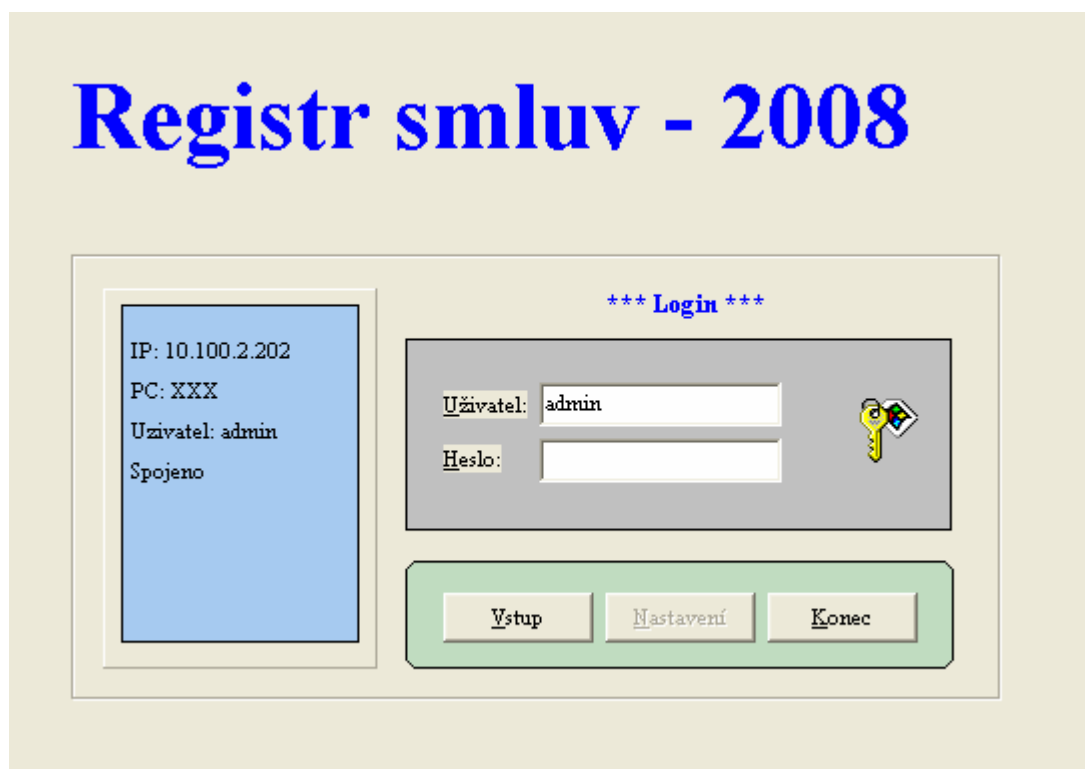 Registr smluv - 2008
IP: 10.100.2.202
PC: XXX
Uzivatel: admin
Spojeno
*** Login ***
Uživatel: admin
Heslo:
Vstup Nastavení Konec